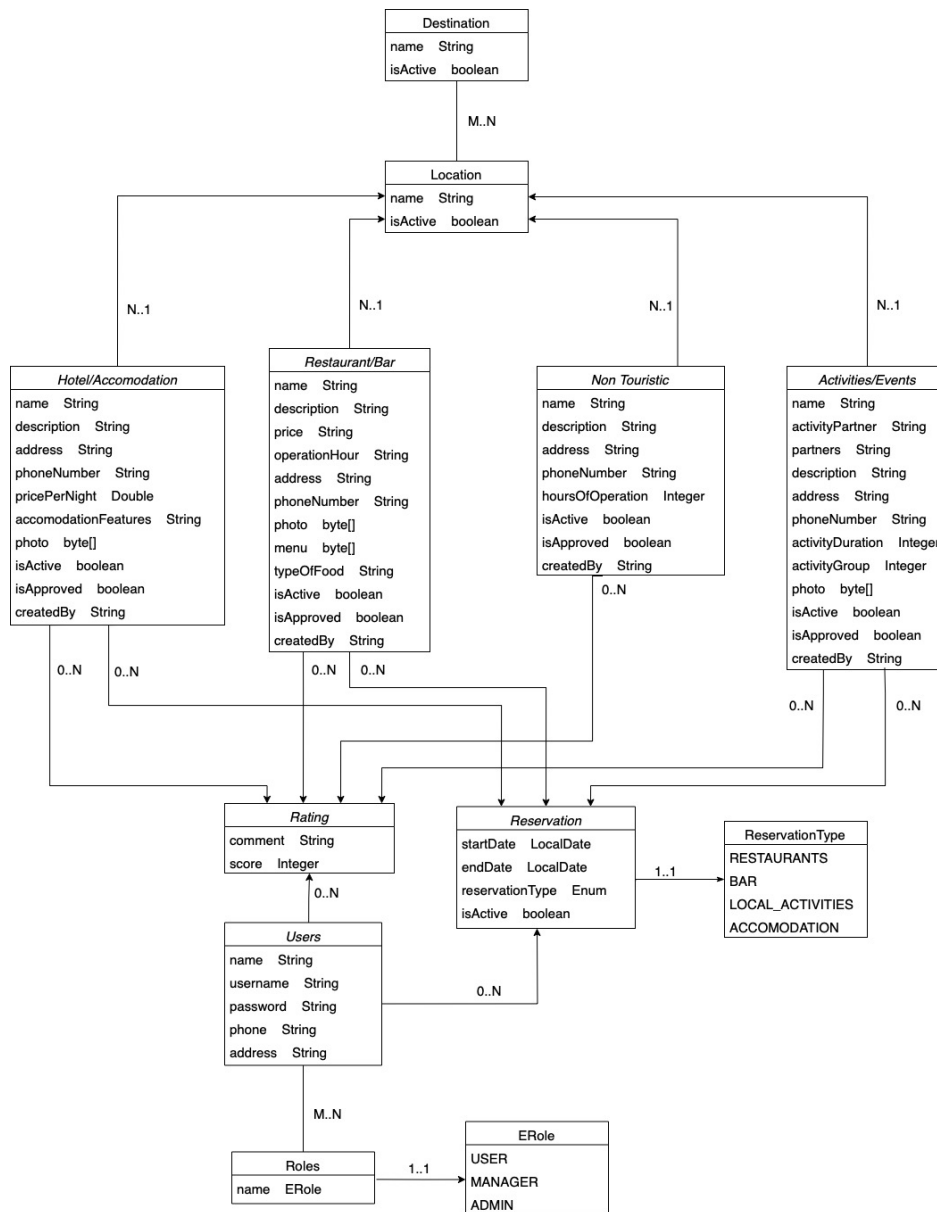 Destination
name String
isActive boolean
M..N
Location
name String
isActive boolean
N..1
N..1
N..1
N..1
Hotel/Accomodation
name String
description String
address String
phoneNumber String
pricePerNight Double
accomodationFeatures String
photo byte[]
isActive boolean
isApproved boolean
createdBy String
Restaurant/Bar
name String
description String
price String
operationHour String
address String
phoneNumber String
photo byte[]
menu byte[]
typeOfFood String
isActive boolean
isApproved boolean
createdBy String
Non Touristic
name String
description String
address String
phoneNumber String
hoursOfOperation Integer
isActive boolean
isApproved boolean
createdBy String
Activities/Events
name String
activityPartner String
partners String
description String
address String
phoneNumber String
activityDuration Integer
activityGroup Integer
photo byte[]
isActive boolean
isApproved boolean
createdBy String
0..N
0..N
0..N
0..N
0..N
0..N
0..N
Rating
comment String
score Integer
Reservation
startDate LocalDate
endDate LocalDate
reservationType Enum
isActive boolean
1..1
ReservationType
RESTAURANTS
BAR
LOCAL_ACTIVITIES
ACCOMODATION
0..N
Users
name String
username String
password String
phone String
address String
0..N
M..N
Roles
name ERole
1..1
ERole
USER
MANAGER
ADMIN